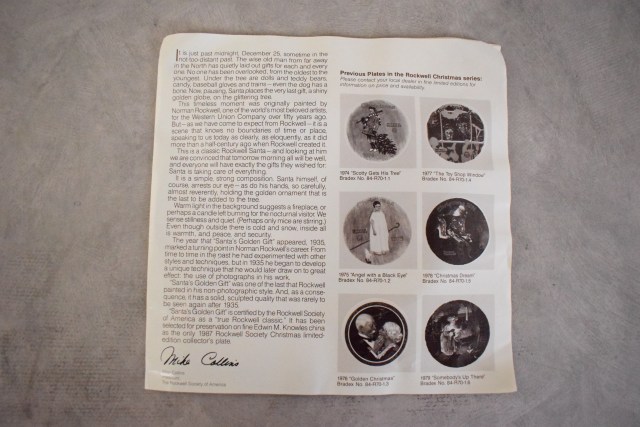 It is just past midnight, December 25, sometime in the
not-too-distant past. The wise old man from far away
in the North has quietly laid out gifts for each and every
one. No one has been overlooked, from the oldest to the
youngest. Under the tree are dolls and teddy bears,
candy, baseball gloves and trains—even the dog has a
bone. Now, pausing, Santa places the very last gift, a shiny
golden globe, on the glittering tree.
This timeless moment was originally painted by
Norman Rockwell, one of the world's most beloved artists,
for the Western Union Company over fifty years ago.
But—as we have come to expect from Rockwell—it is a
scene that knows no boundaries of time or place,
speaking to us today as clearly, as eloquently, as it did
more than a half-century ago when Rockwell created it.
This is a classic Rockwell Santa—and looking at him
we are convinced that tomorrow morning all will be well,
and everyone will have exactly the gifts they wished for.
Santa is taking care of everything.
It is a simple, strong composition. Santa himself, of
course, arrests our eye—as do his hands, so carefully,
almost reverently, holding the golden ornament that is
the last to be added to the tree.
Warm light in the background suggests a fireplace, or
perhaps a candle left burning for the nocturnal visitor. We
sense stillness and quiet. (Perhaps only mice are stirring).
Even though outside there is cold and snow, inside all
is warmth, and peace, and security.
The year that "Santa's Golden Gift" appeared, 1935,
marked a turning point in Norman Rockwell's career. From
time to time in the past he had experimented with other
styles and techniques, but in 1935 he began to develop
a unique technique that he would later draw on to great
effect: the use of photographs in his work.
"Santa's Golden Gift" was one of the last that Rockwell
painted in his non-photographic style. And, as a conse-
quence, it has a solid, sculpted quality that was rarely to
be seen again after 1935.
"Santa's Golden Gift" is certified by the Rockwell Society
of America as a "true Rockwell classic." It has been
selected for preservation on fine Edwin M. Knowles china
as the only 1987 Rockwell Society Christmas limited-
edition collector's plate.
Mike Collins
The Rockwell Society of America
Previous Plates in the Rockwell Christmas series:
Please contact your local dealer in fine limited editions for
information on price and availability.
1974 "Scotty Gets His Tree"
Bradex No. 84-R70-1.1
1977 "The Toy Shop Window"
Bradex No. 84-R70-1.4
1975 "Angel with a Black Eye"
Bradex No. 84-R70-1.2
1978 "Christmas Dream"
Bradex No. 84-R70-1.5
1976 "Golden Christmas"
Bradex No. 84-R70-1.3
1979 "Somebody's Up There"
Bradex No. 84-R70-1.6